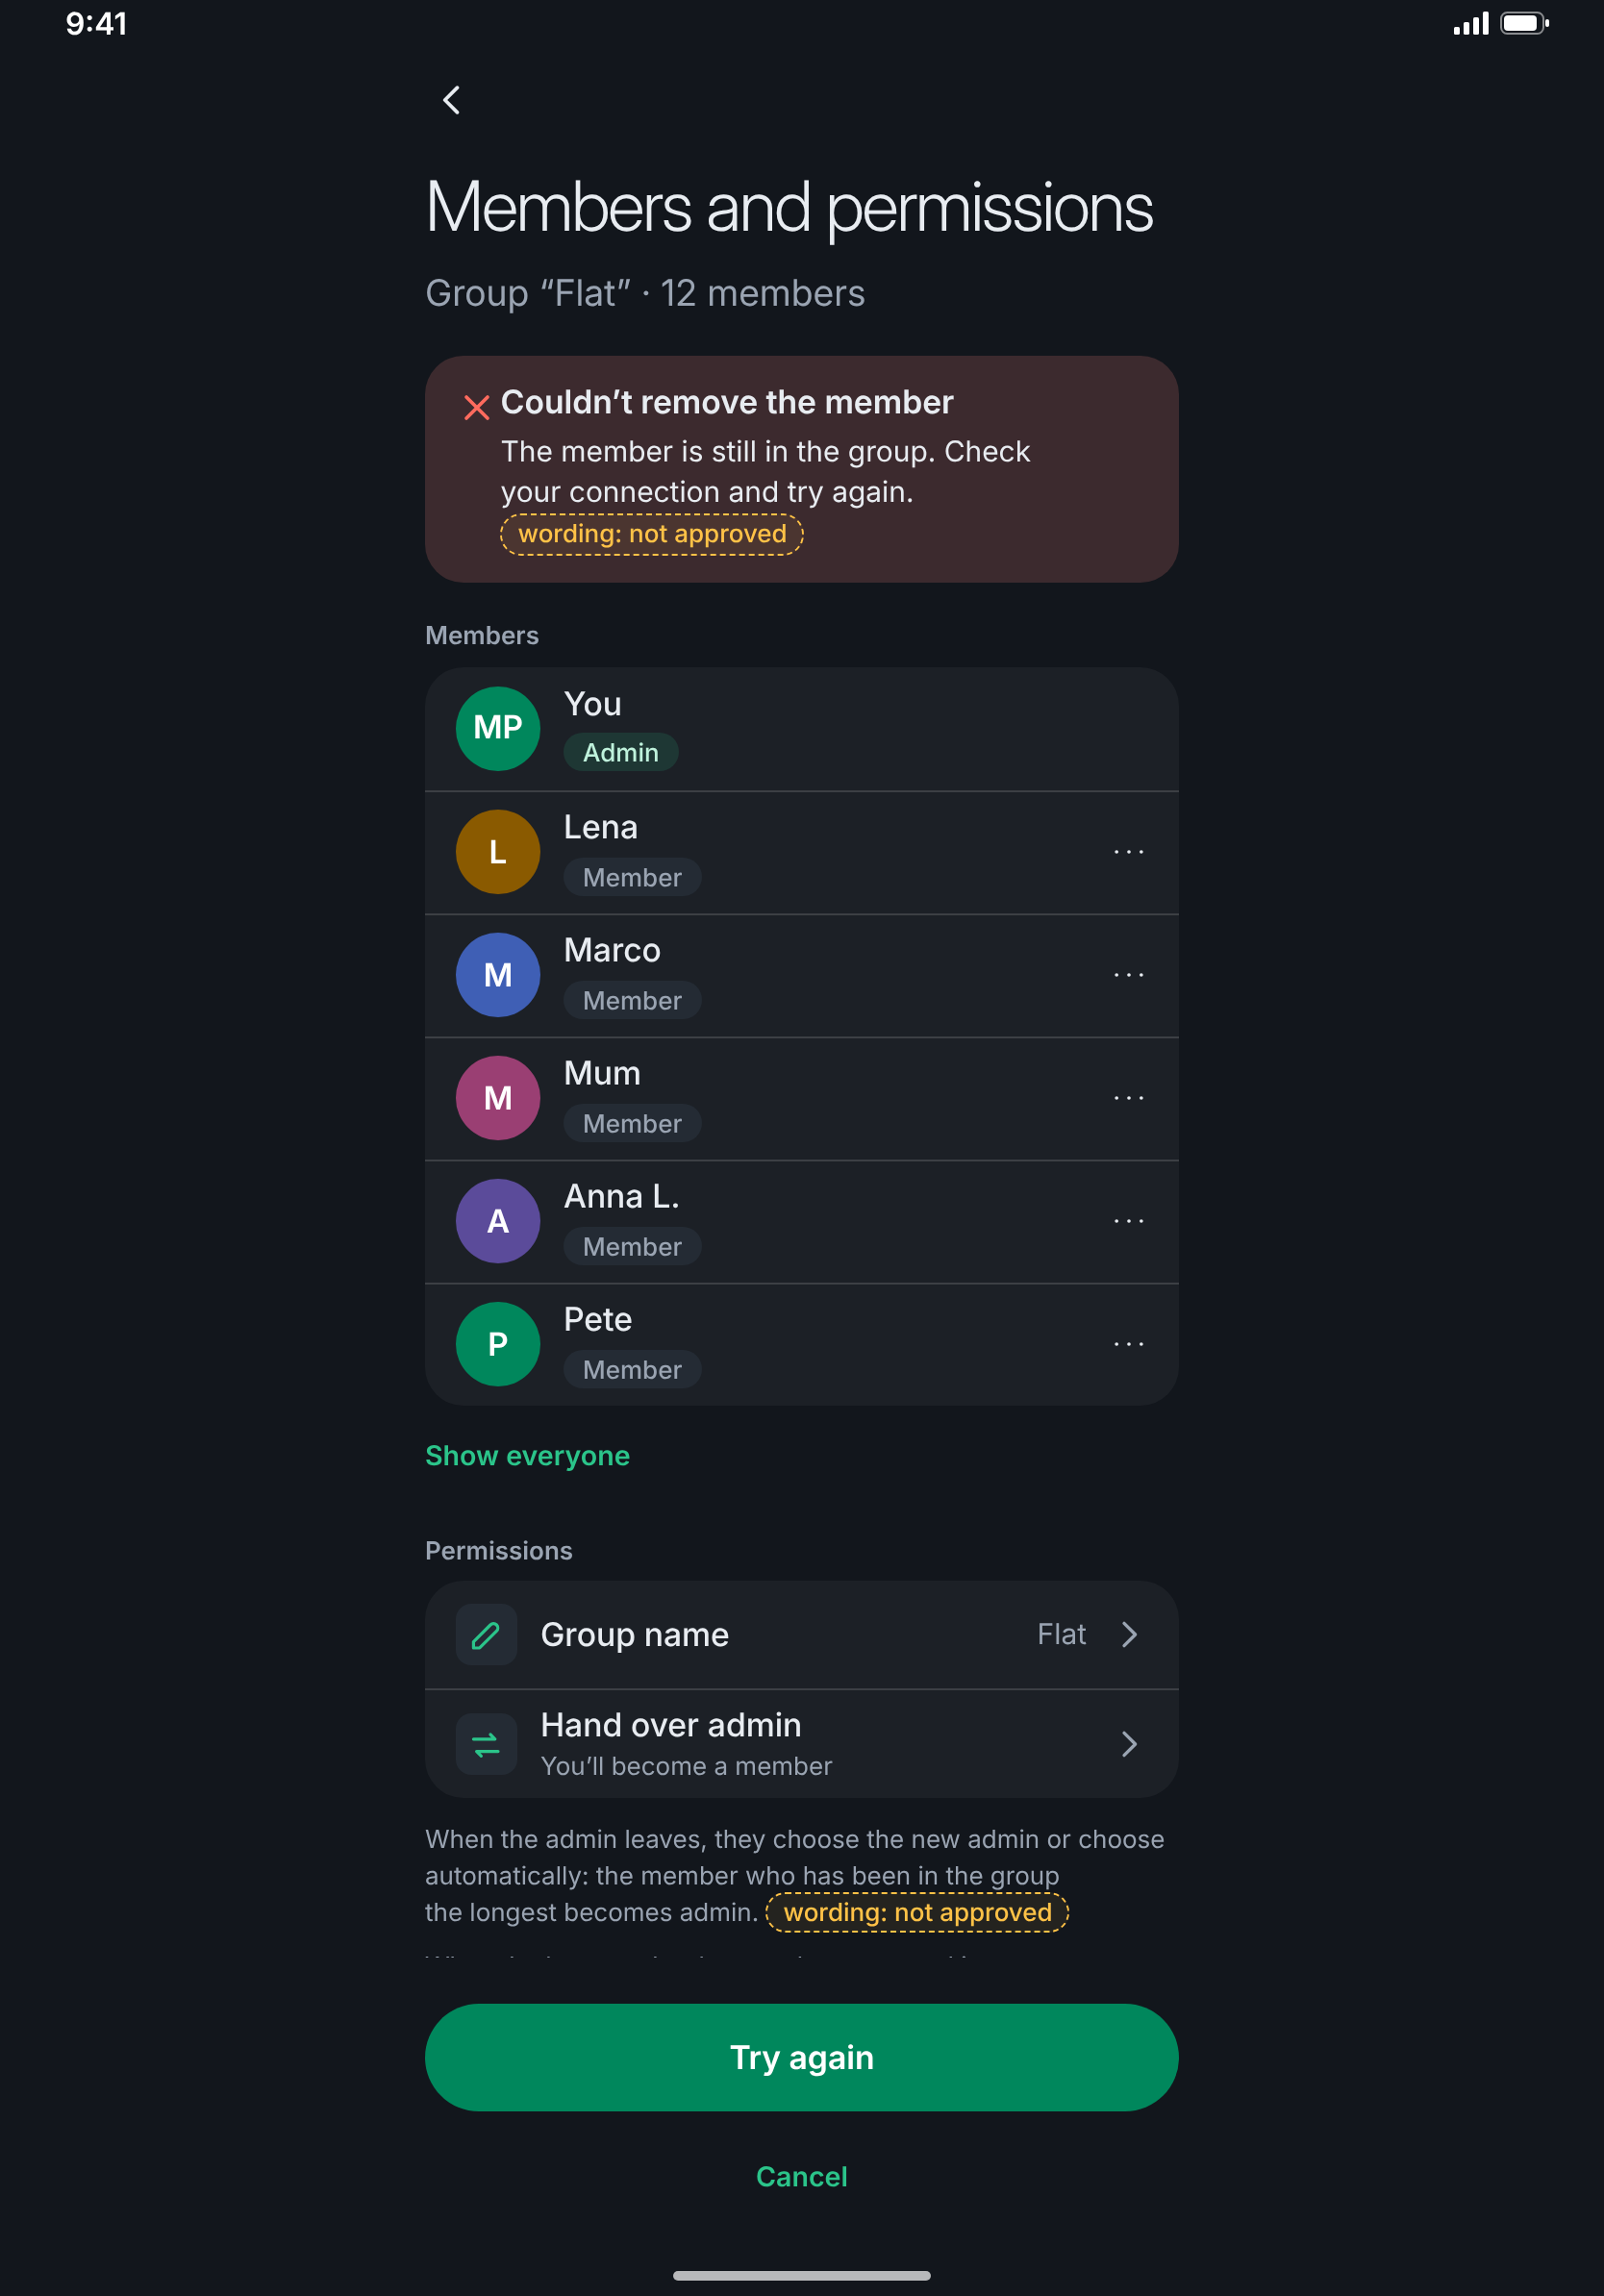 9:41
Members and permissions
Group “Flat” · 12 members
Couldn’t remove the member
The member is still in the group. Check
your connection and try again.
wording: not approved
Members
MP
You
Admin
L
Lena
Member
M
Marco
Member
M
Mum
Member
A
Anna L.
Member
P
Pete
Member
Show everyone
Permissions
Group name
Flat
Hand over admin
You’ll become a member
When the admin leaves, they choose the new admin or choose
automatically: the member who has been in the group
the longest becomes admin. wording: not approved
Try again
Cancel